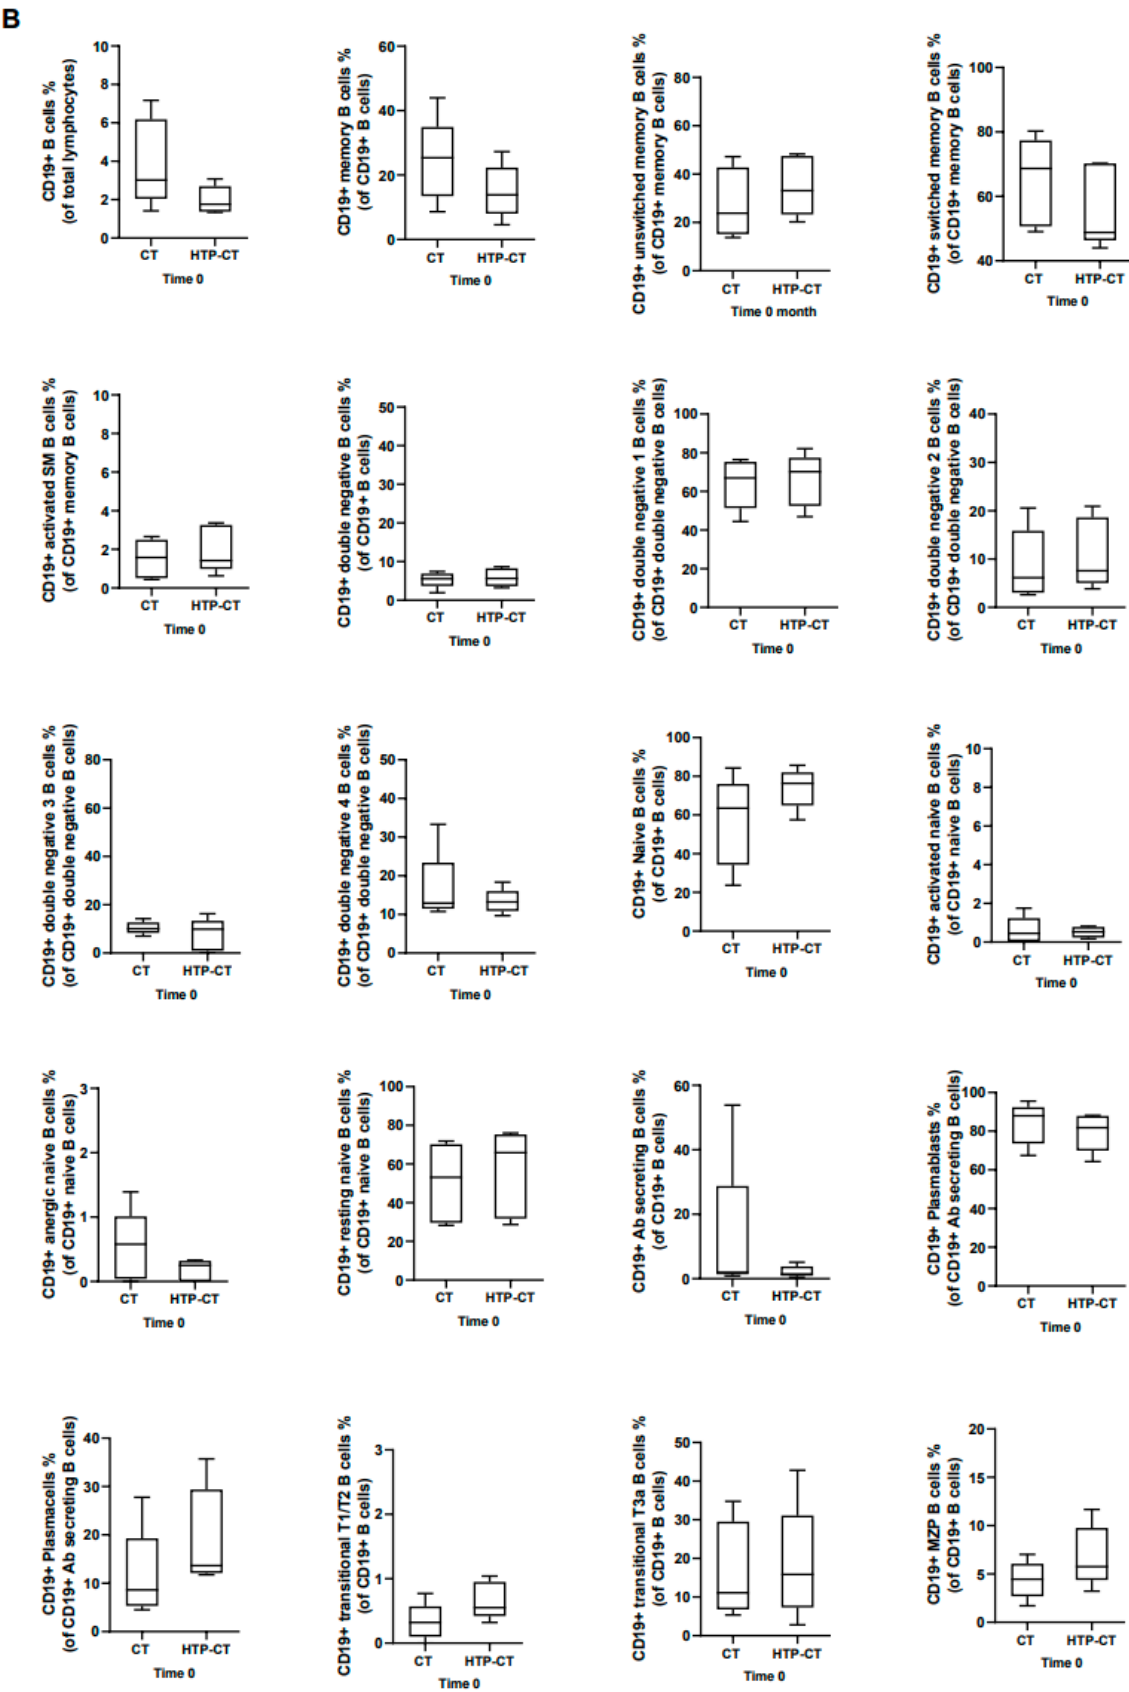 B
CD19+ B cells %
(of total lymphocytes)
10
8
6
4
2
0
CT HTP-CT
Time 0
CD19+ memory B cells %
(of CD19+ B cells)
60
40
20
0
CT HTP-CT
Time 0
CD19+ unswitched memory B cells %
(of CD19+ memory B cells)
80
60
40
20
0
CT HTP-CT
Time 0 month
CD19+ switched memory B cells %
(of CD19+ memory B cells)
100
80
60
40
CT HTP-CT
Time 0
CD19+ activated SM B cells %
(of CD19+ memory B cells)
10
8
6
4
2
0
CT HTP-CT
Time 0
CD19+ double negative B cells %
(of CD19+ B cells)
50
40
30
20
10
0
CT HTP-CT
Time 0
CD19+ double negative 1 B cells %
(of CD19+ double negative B cells)
100
80
60
40
20
0
CT HTP-CT
Time 0
CD19+ double negative 2 B cells %
(of CD19+ double negative B cells)
40
30
20
10
0
CT HTP-CT
Time 0
CD19+ double negative 3 B cells %
(of CD19+ double negative B cells)
80
60
40
20
0
CT HTP-CT
Time 0
CD19+ double negative 4 B cells %
(of CD19+ double negative B cells)
50
40
30
20
10
0
CT HTP-CT
Time 0
CD19+ Naive B cells %
(of CD19+ B cells)
100
80
60
40
20
0
CT HTP-CT
Time 0
CD19+ activated naive B cells %
(of CD19+ naive B cells)
10
8
6
4
2
0
CT HTP-CT
Time 0
CD19+ anergic naive B cells %
(of CD19+ naive B cells)
3
2
1
0
CT HTP-CT
Time 0
CD19+ resting naive B cells %
(of CD19+ naive B cells)
100
80
60
40
20
0
CT HTP-CT
Time 0
CD19+ Ab secreting B cells %
(of CD19+ B cells)
60
40
20
0
CT HTP-CT
Time 0
CD19+ Plasmablasts %
(of CD19+ Ab secreting B cells)
100
80
60
40
20
0
CT HTP-CT
Time 0
CD19+ Plasmacells %
(of CD19+ Ab secreting B cells)
40
30
20
10
0
CT HTP-CT
Time 0
CD19+ transitional T1/T2 B cells %
(of CD19+ B cells)
3
2
1
0
CT HTP-CT
Time 0
CD19+ transitional T3a B cells %
(of CD19+ B cells)
50
40
30
20
10
0
CT HTP-CT
Time 0
CD19+ MZP B cells %
(of CD19+ B cells)
20
15
10
5
0
CT HTP-CT
Time 0